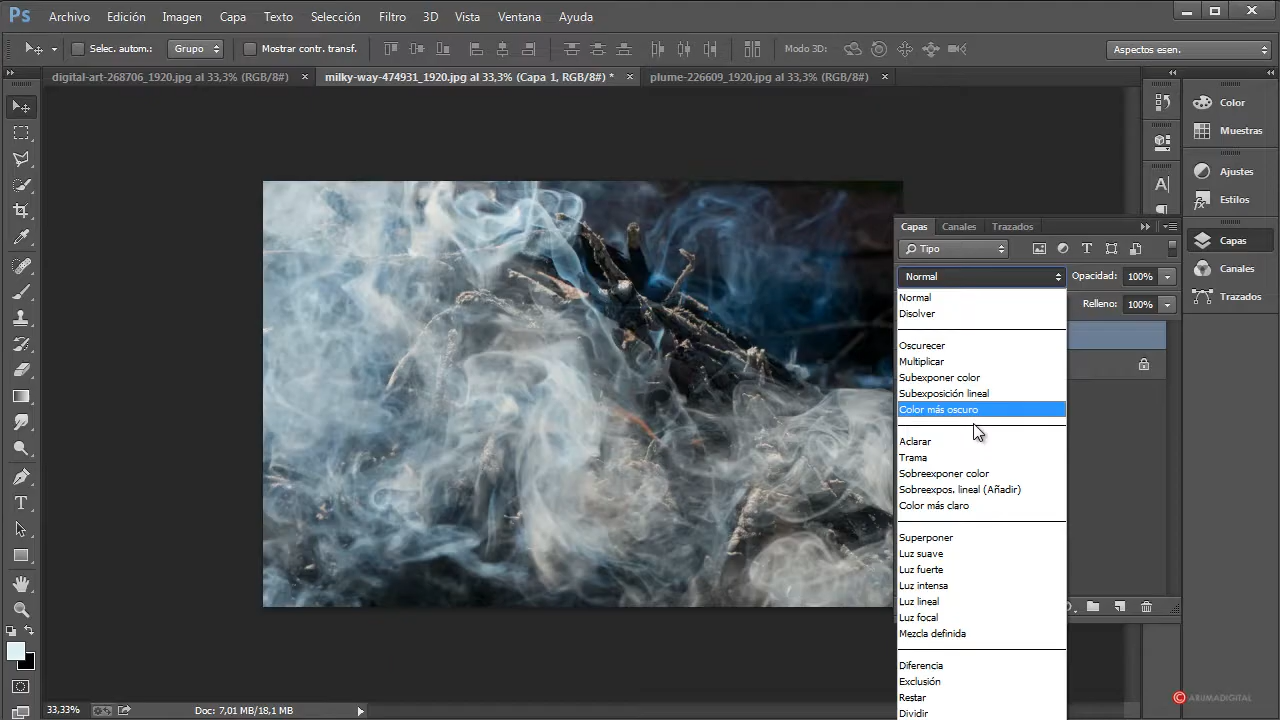 Ps Archivo Edición Imagen Capa Texto Selección Filtro 3D Vista Ventana Ayuda
Selec. autom.: Grupo Mostrar contr. transf. Modo 3D: Aspectos esen.
digital-art-268706_1920.jpg al 33,3% (RGB/8#) × milky-way-474931_1920.jpg al 33,3% (Capa 1, RGB/8#) * × plume-226609_1920.jpg al 33,3% (RGB/8#) ×
Color
Muestras
Ajustes
Estilos
Capas
Canales
Trazados
Capas Canales Trazados
Tipo
Normal Opacidad: 100%
Relleno: 100%
Normal
Disolver
Oscurecer
Multiplicar
Subexponer color
Subexposición lineal
Color más oscuro
Aclarar
Trama
Sobreexponer color
Sobreexpos. lineal (Añadir)
Color más claro
Superponer
Luz suave
Luz fuerte
Luz intensa
Luz lineal
Luz focal
Mezcla definida
Diferencia
Exclusión
Restar
Dividir
© ARUMADIGITAL
33,33% Doc: 7,01 MB/18,1 MB